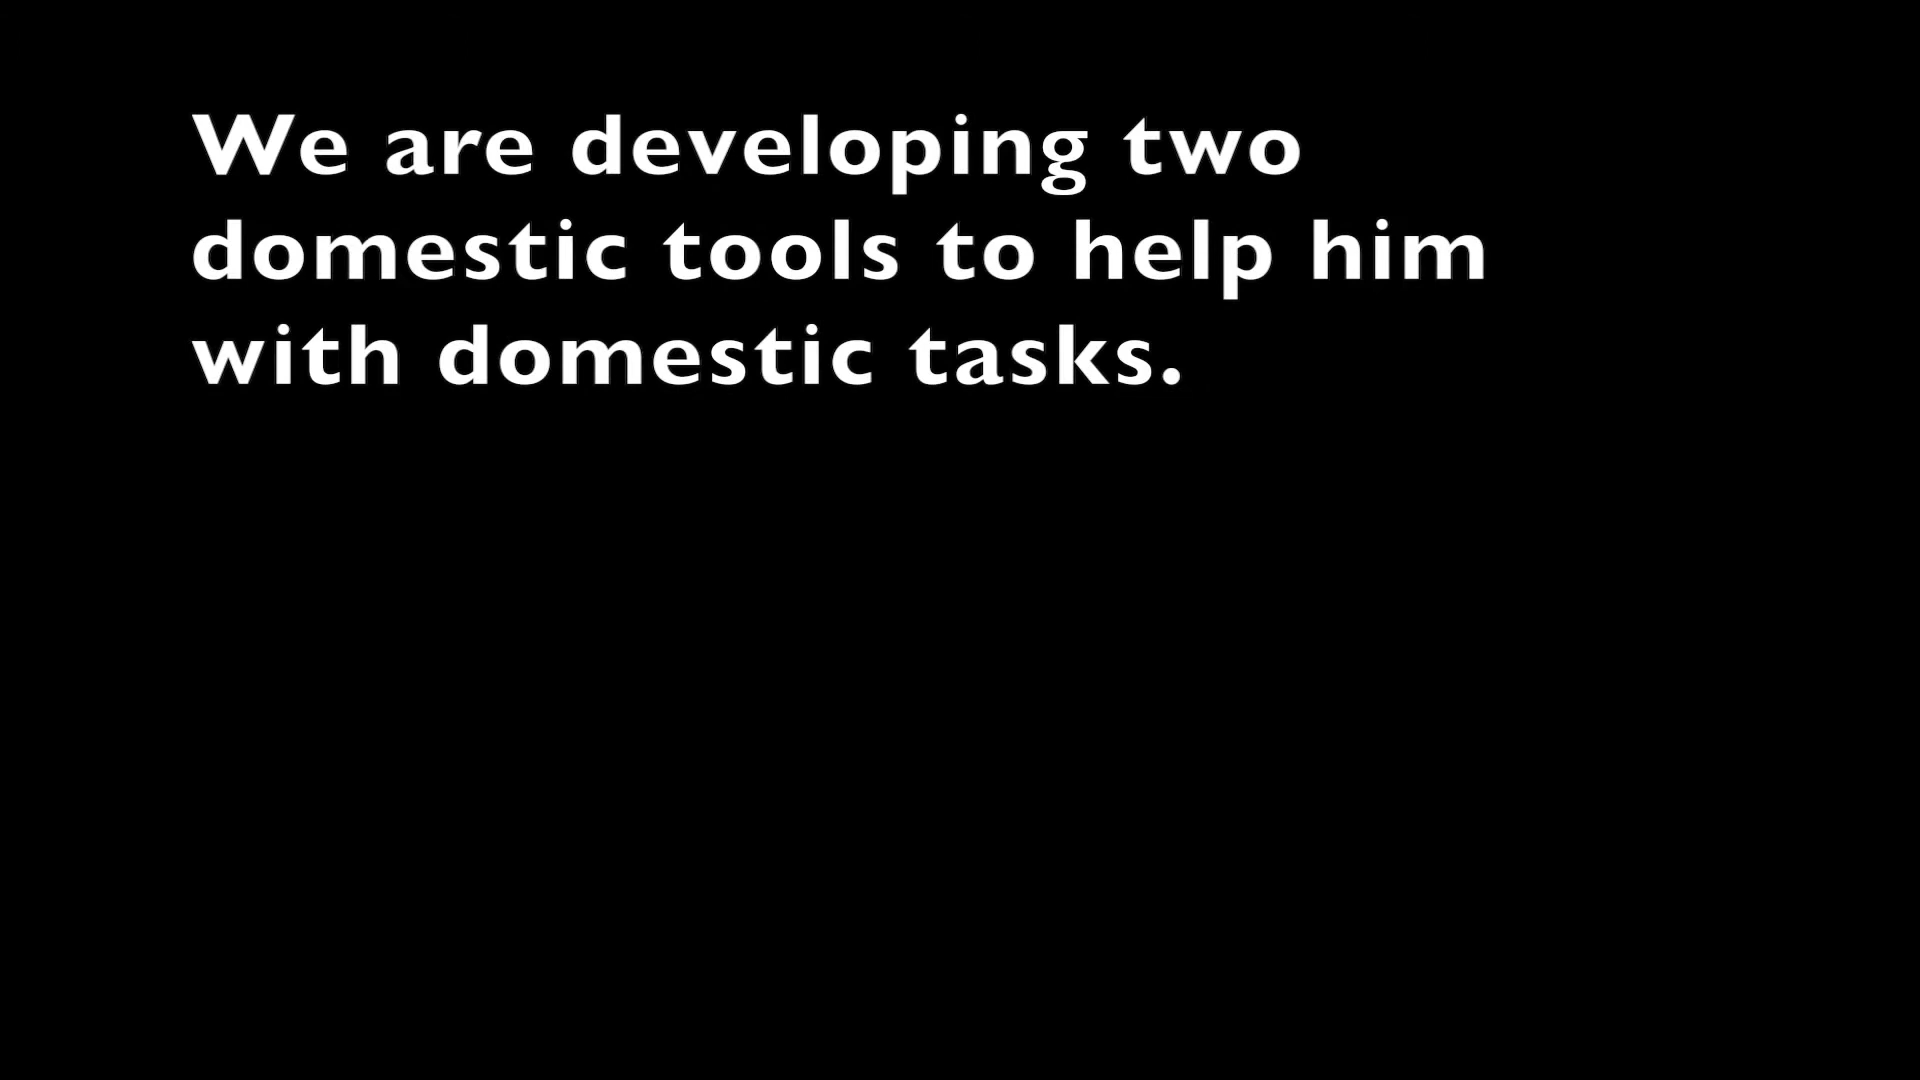 We are developing two
domestic tools to help him
with domestic tasks.